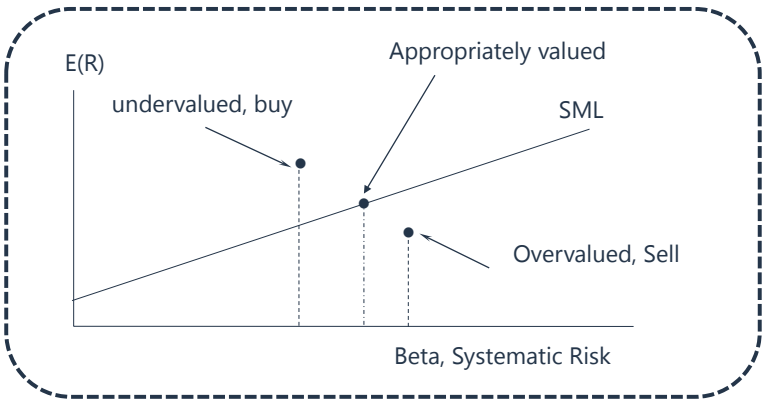 Appropriately valued
E(R)
undervalued, buy
SML
Overvalued, Sell
Beta, Systematic Risk